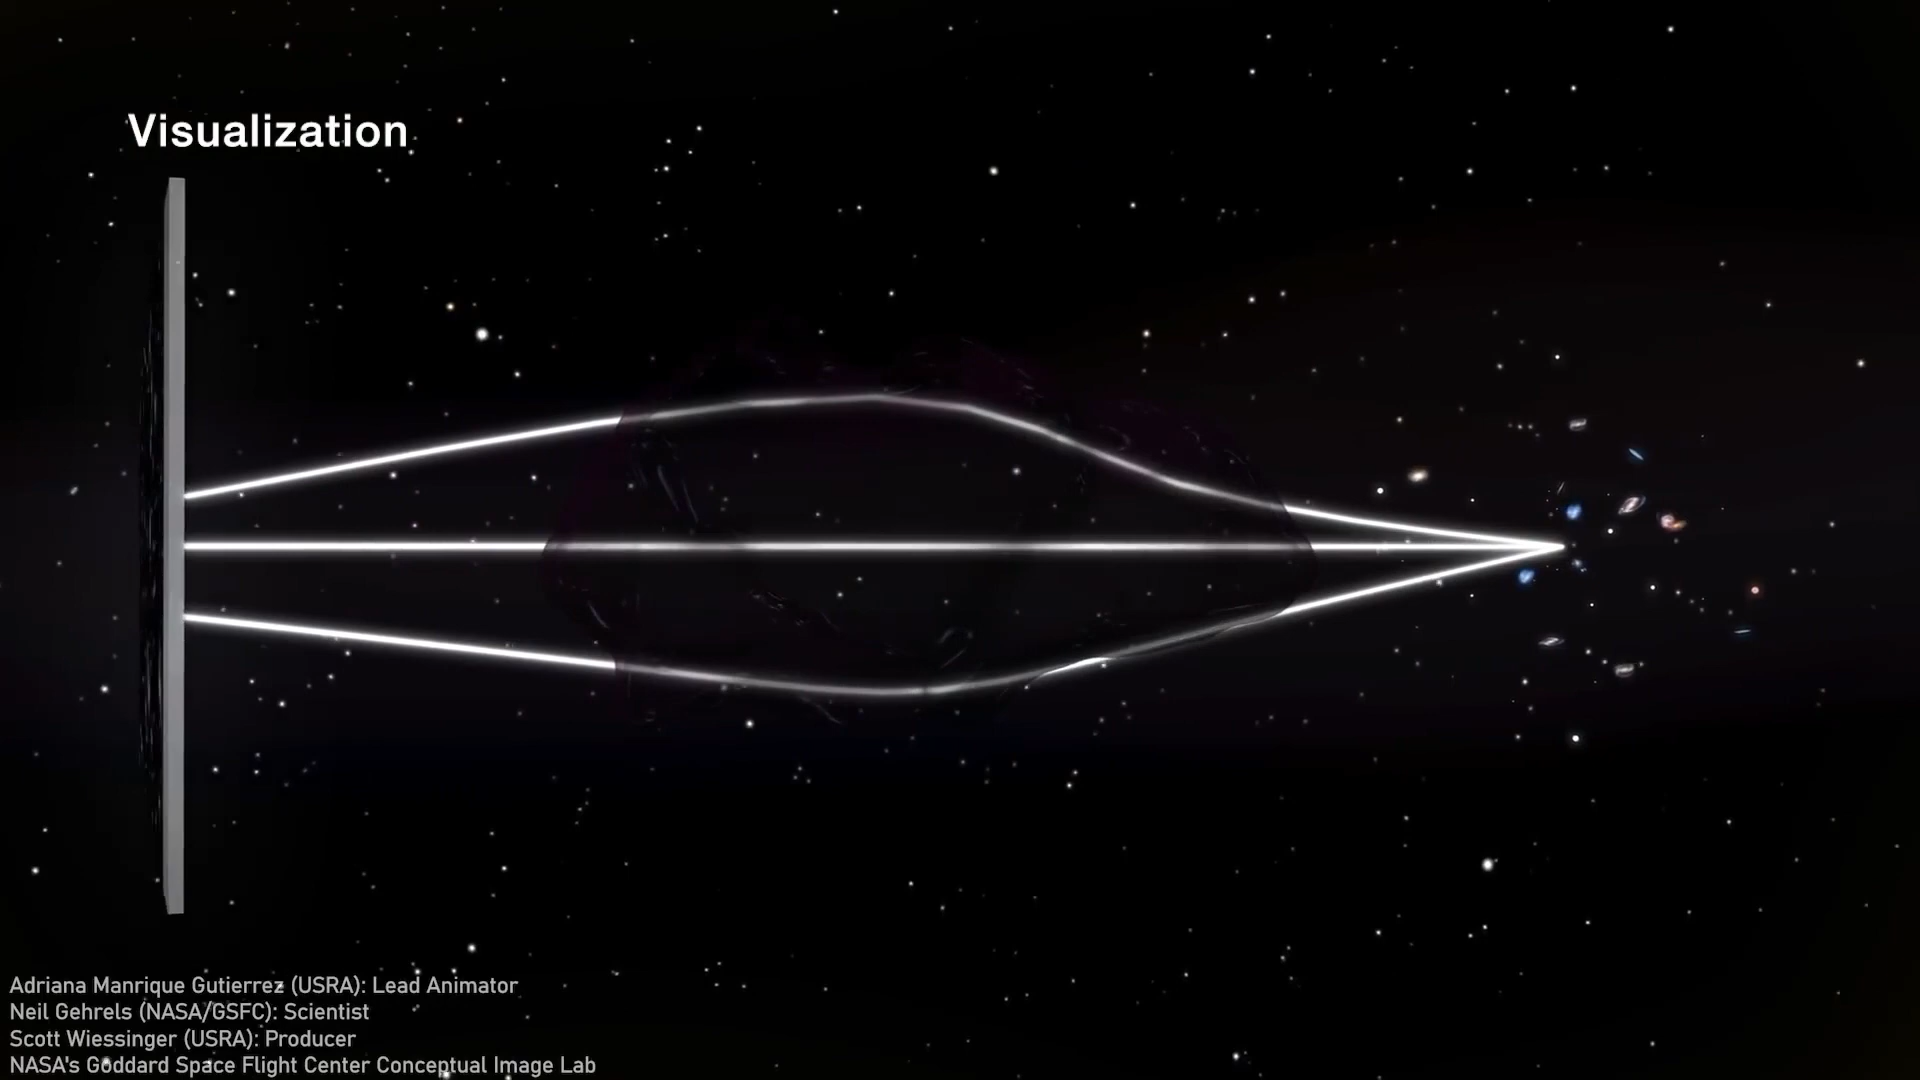 Visualization
Adriana Manrique Gutierrez (USRA): Lead Animator
Neil Gehrels (NASA/GSFC): Scientist
Scott Wiessinger (USRA): Producer
NASA's Goddard Space Flight Center Conceptual Image Lab